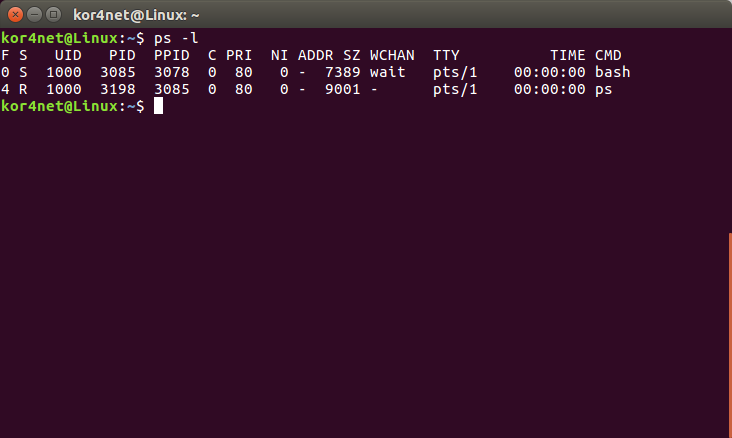 kor4net@Linux: ~
kor4net@Linux:~$ ps -l
F S   UID   PID  PPID  C PRI  NI ADDR SZ WCHAN  TTY          TIME CMD
0 S  1000  3085  3078  0  80   0 -  7389 wait   pts/1    00:00:00 bash
4 R  1000  3198  3085  0  80   0 -  9001 -      pts/1    00:00:00 ps
kor4net@Linux:~$